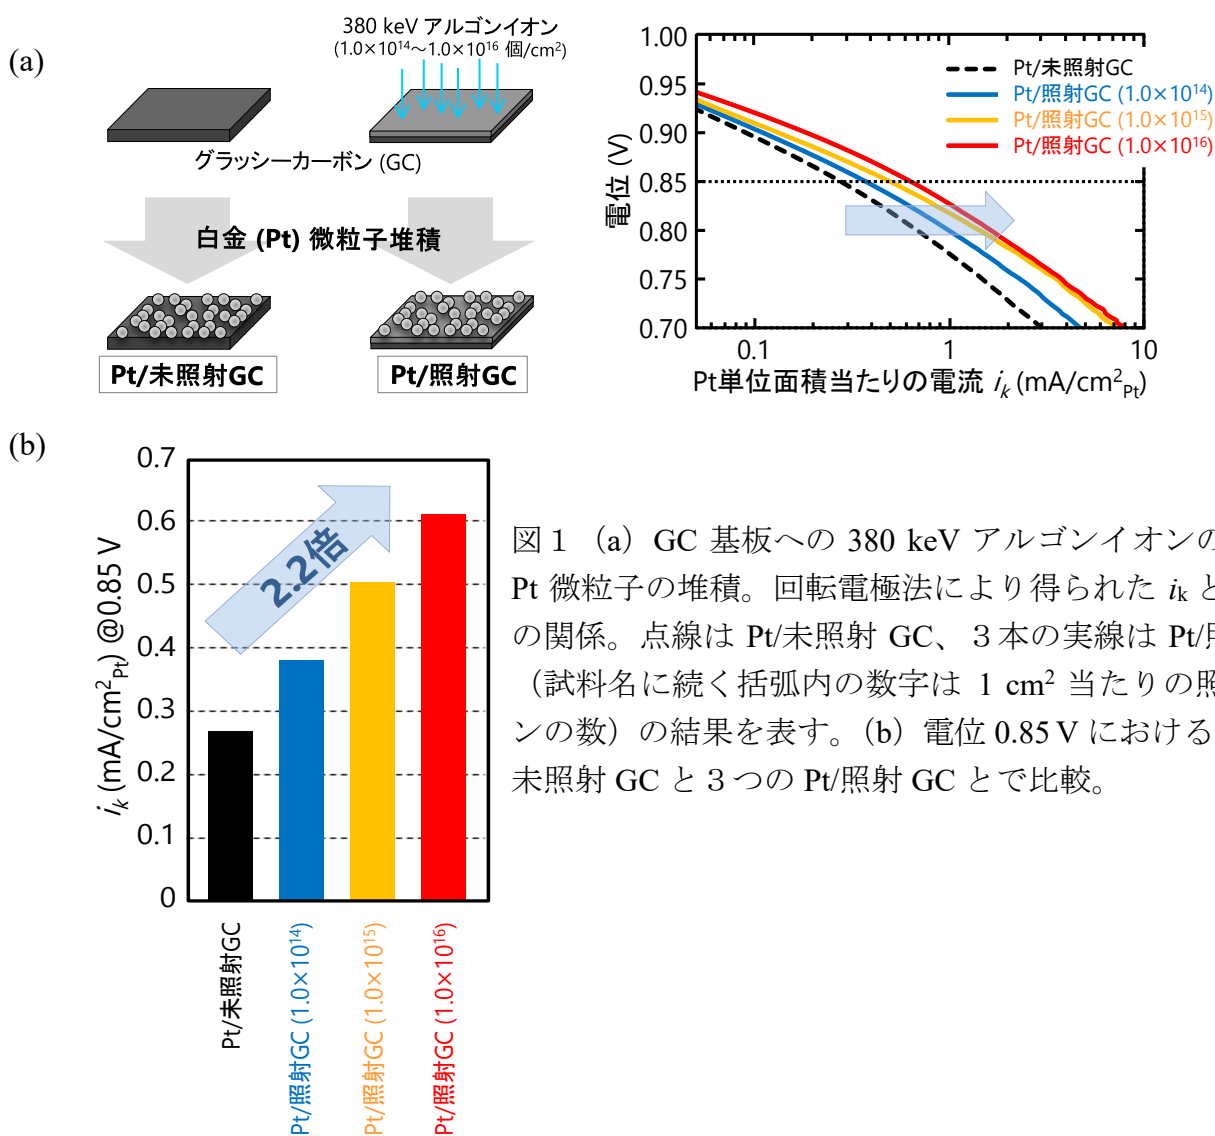 (a)
380 keV アルゴンイオン
(1.0×10¹⁴～1.0×10¹⁶ 個/cm²)
グラッシーカーボン (GC)
白金 (Pt) 微粒子堆積
Pt/未照射GC
Pt/照射GC
電位 (V)
1.00
0.95
0.90
0.85
0.80
0.75
0.70
0.1
1
10
Pt単位面積当たりの電流 iₖ (mA/cm²Pt)
Pt/未照射GC
Pt/照射GC (1.0×10¹⁴)
Pt/照射GC (1.0×10¹⁵)
Pt/照射GC (1.0×10¹⁶)
(b)
iₖ (mA/cm²Pt) @0.85 V
0.7
0.6
0.5
0.4
0.3
0.2
0.1
0
2.2倍
Pt/未照射GC
Pt/照射GC (1.0×10¹⁴)
Pt/照射GC (1.0×10¹⁵)
Pt/照射GC (1.0×10¹⁶)
図１（a）GC 基板への 380 keV アルゴンイオンの
Pt 微粒子の堆積。回転電極法により得られた iₖ と
の関係。点線は Pt/未照射 GC、３本の実線は Pt/照
（試料名に続く括弧内の数字は 1 cm² 当たりの照
ンの数）の結果を表す。（b）電位 0.85 V における
未照射 GC と３つの Pt/照射 GC とで比較。